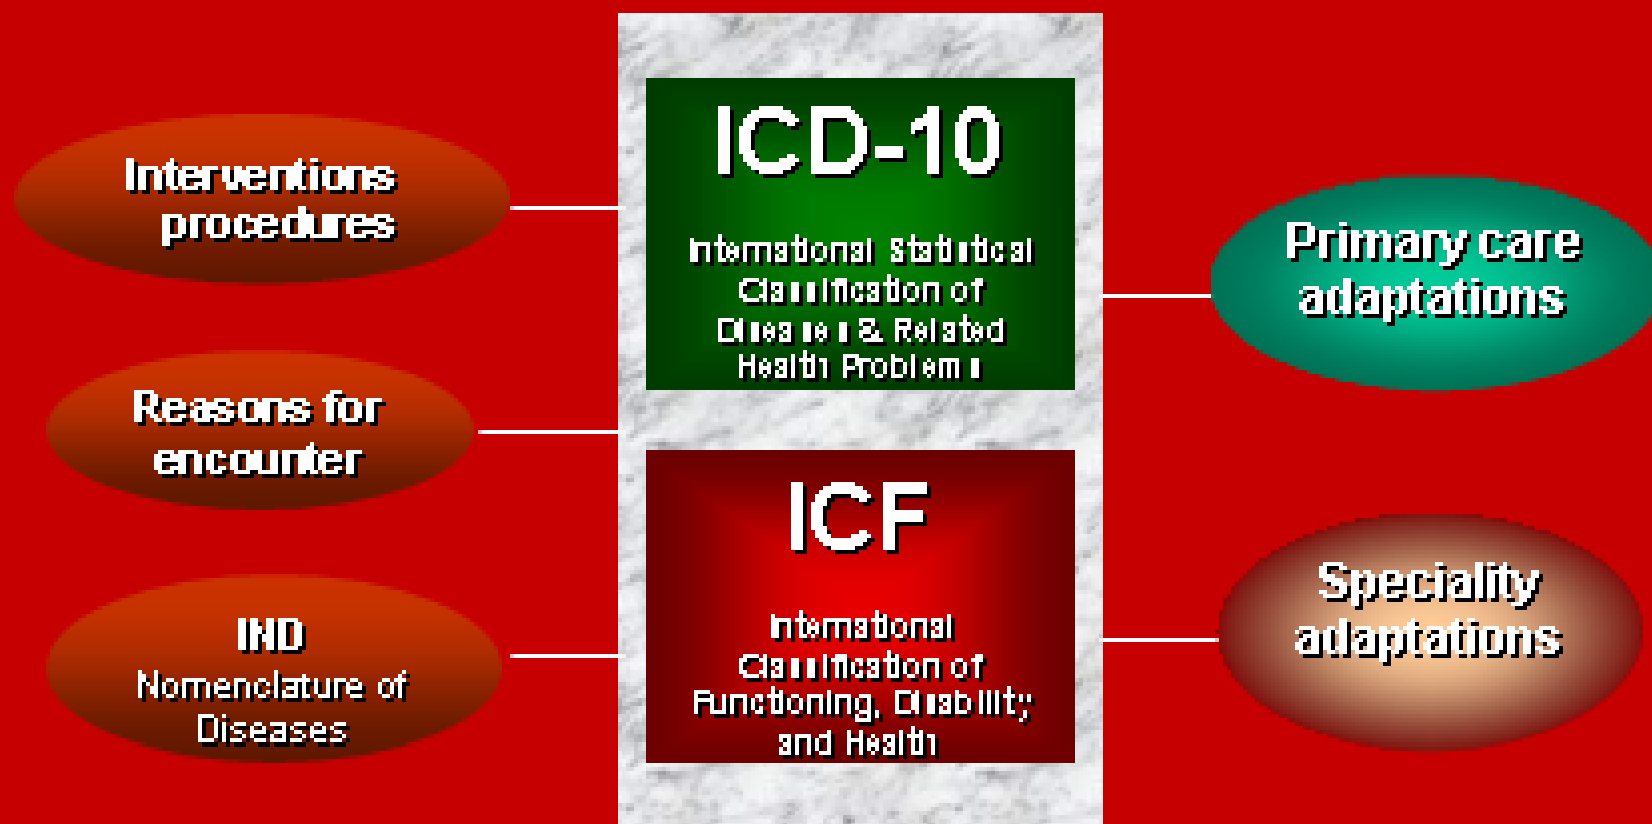 Interventions
procedures
Reasons for
encounter
IND
Nomenclature of
Diseases
ICD-10
International Statistical
Classification of
Diseases & Related
Health Problems
ICF
International
Classification of
Functioning, Disability
and Health
Primary care
adaptations
Speciality
adaptations